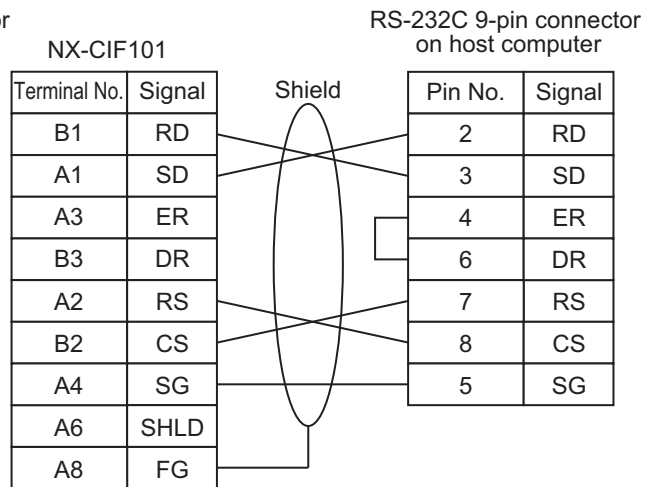 or
NX-CIF101
Terminal No. Signal
B1 RD
A1 SD
A3 ER
B3 DR
A2 RS
B2 CS
A4 SG
A6 SHLD
A8 FG
Shield
RS-232C 9-pin connector
on host computer
Pin No. Signal
2 RD
3 SD
4 ER
6 DR
7 RS
8 CS
5 SG